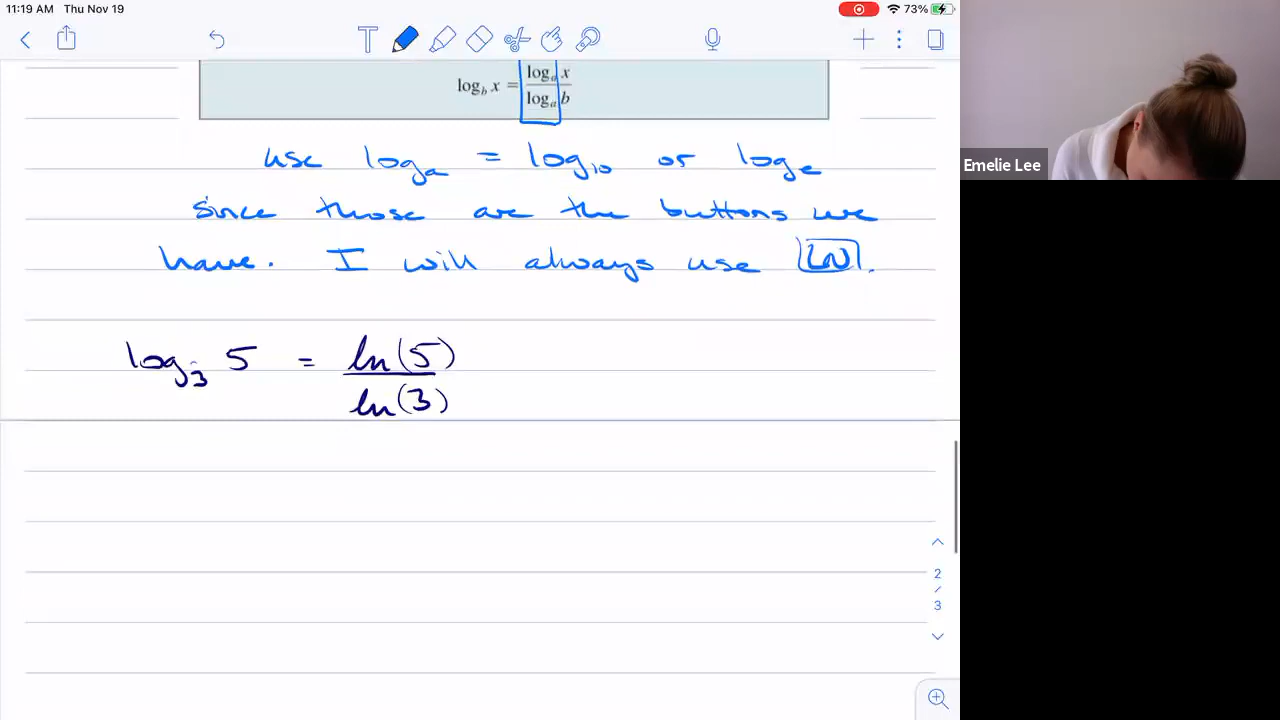 11:19 AM Thu Nov 19
73%
log_b x = log_a x / log_a b
Emelie Lee
use log_a = log_10 or log_e
since those are the buttons we
have. I will always use LN.
log_3 5 = ln(5) / ln(3)
2
/
3